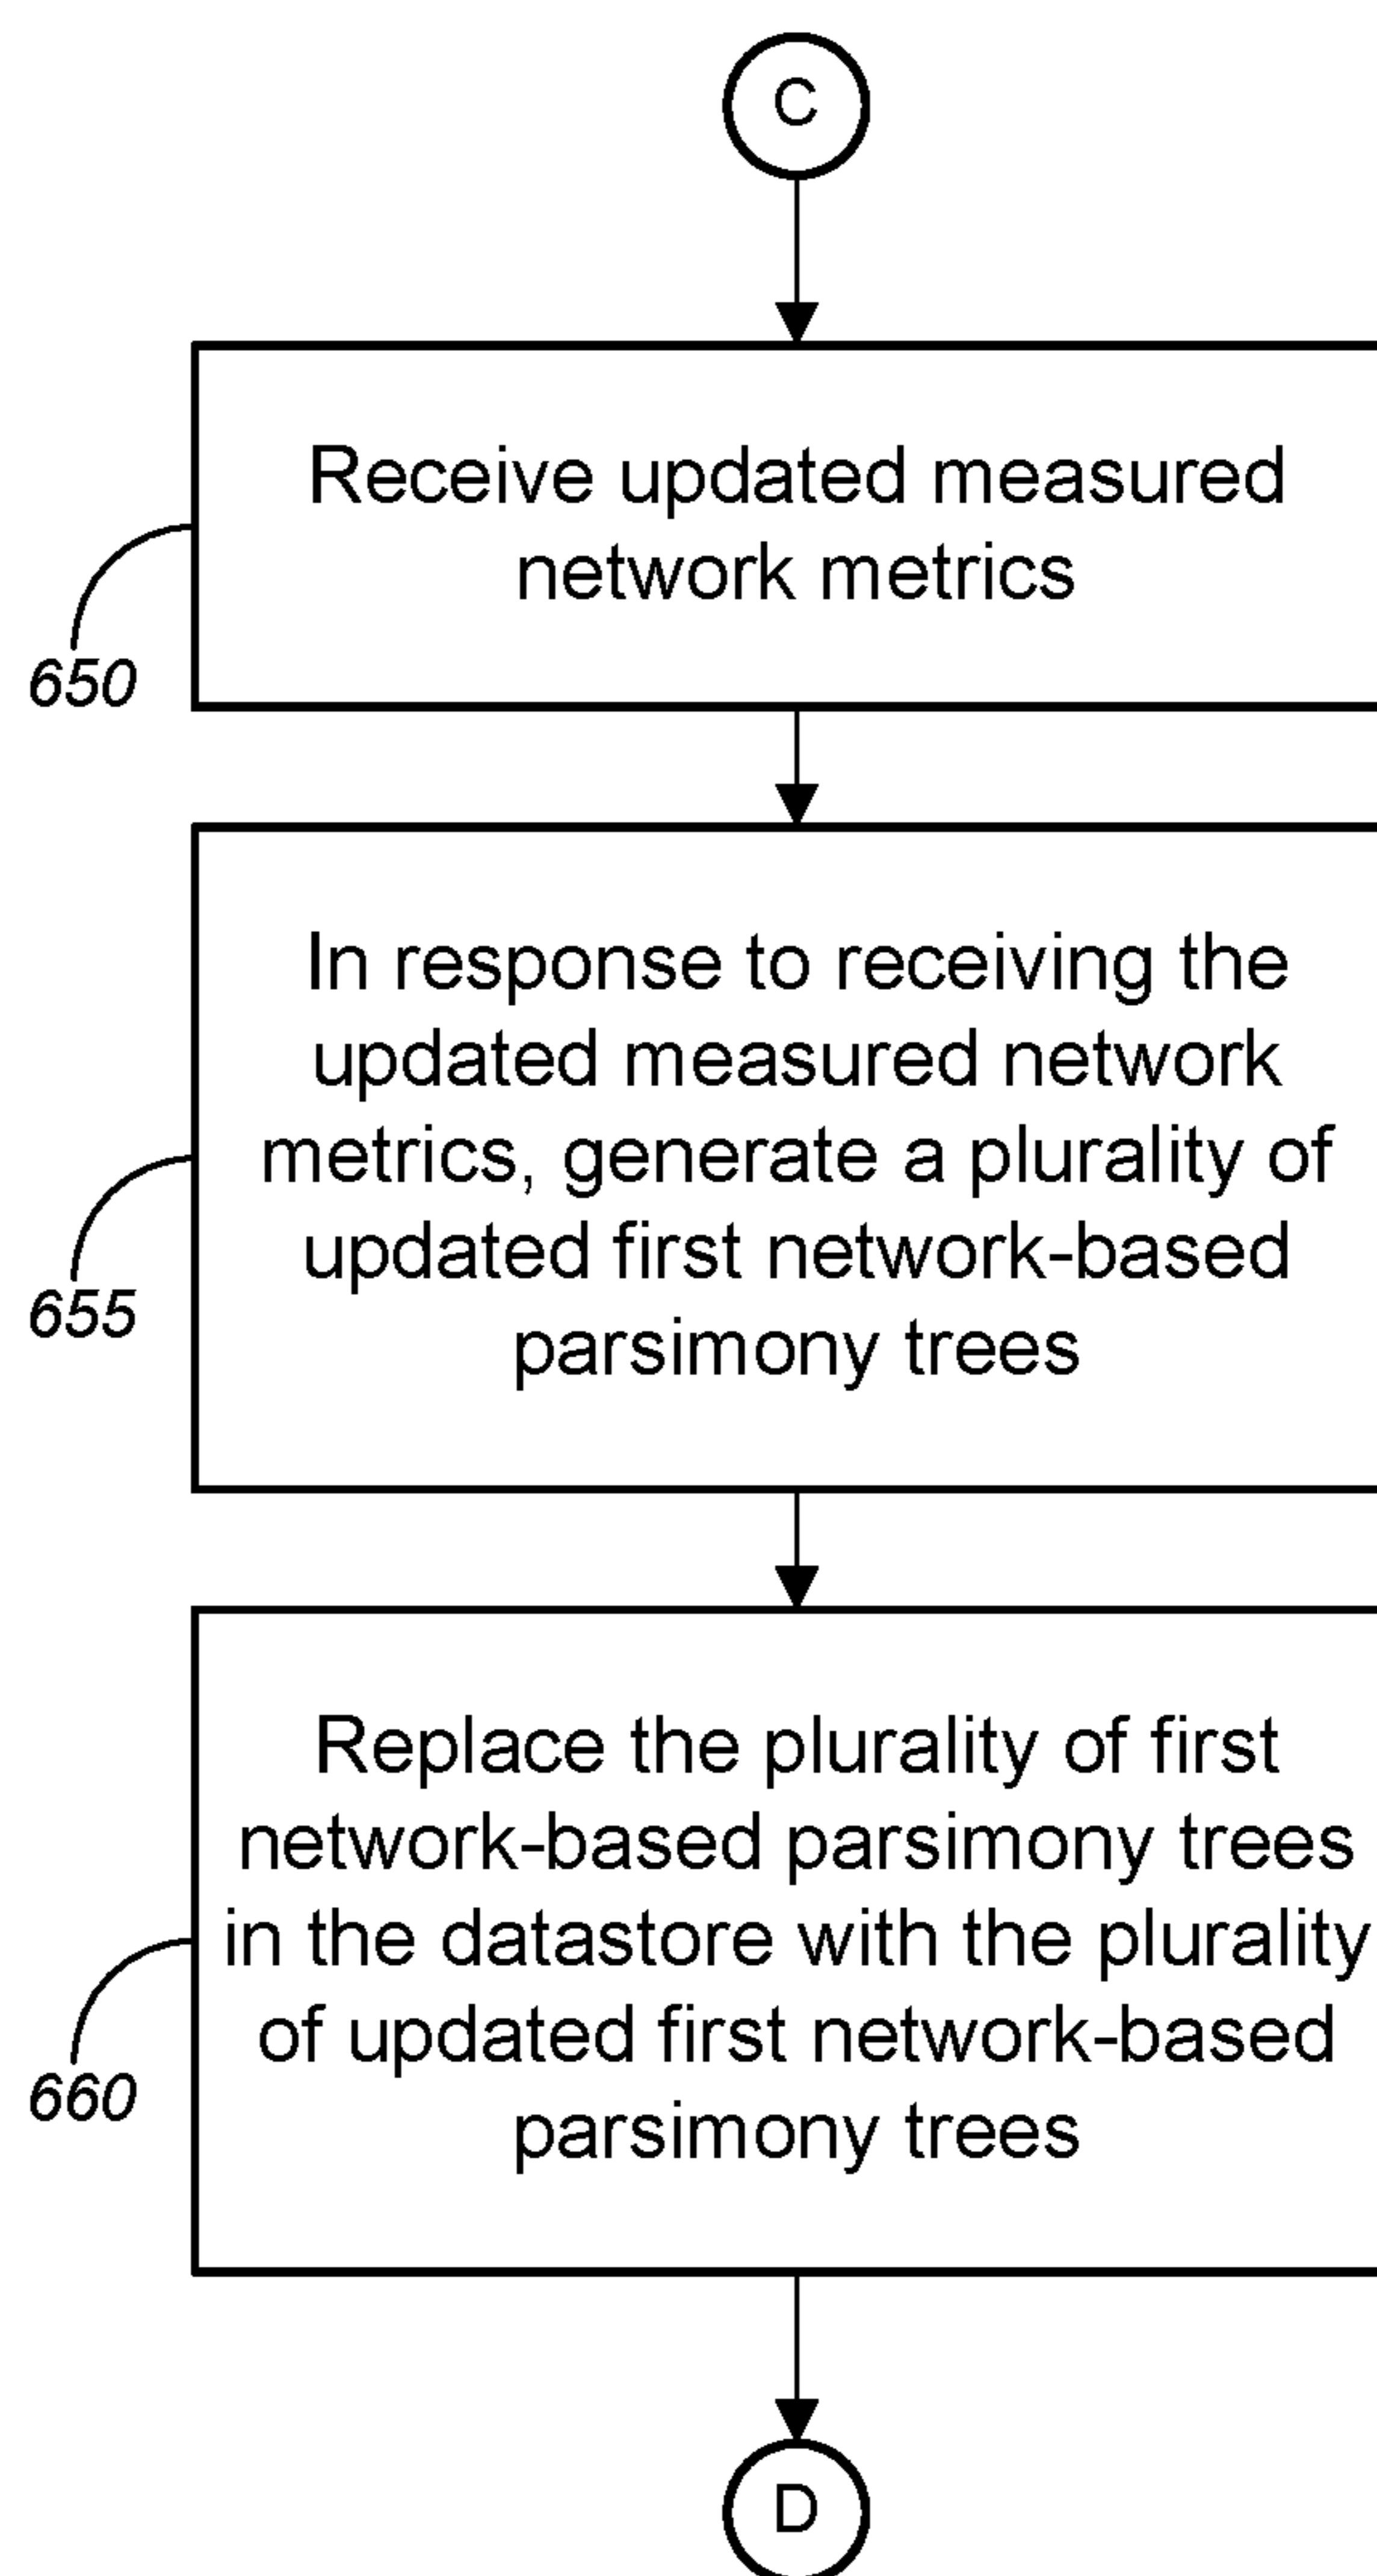 C
Receive updated measured
network metrics
650
In response to receiving the
updated measured network
metrics, generate a plurality of
updated first network-based
parsimony trees
655
Replace the plurality of first
network-based parsimony trees
in the datastore with the plurality
of updated first network-based
parsimony trees
660
D